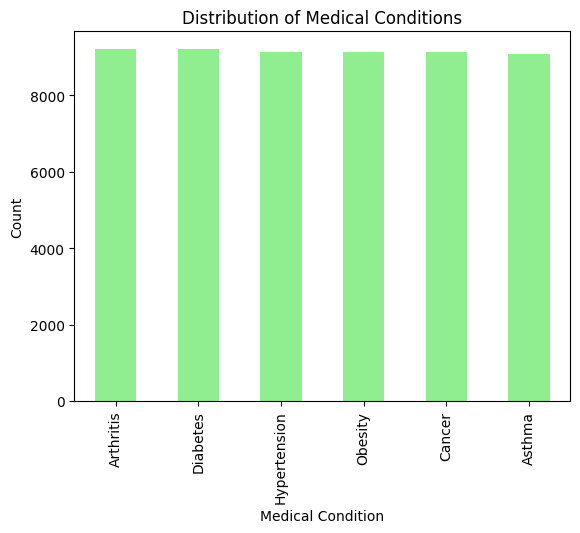 Distribution of Medical Conditions
Count
8000
6000
4000
2000
0
Arthritis
Diabetes
Hypertension
Obesity
Cancer
Asthma
Medical Condition